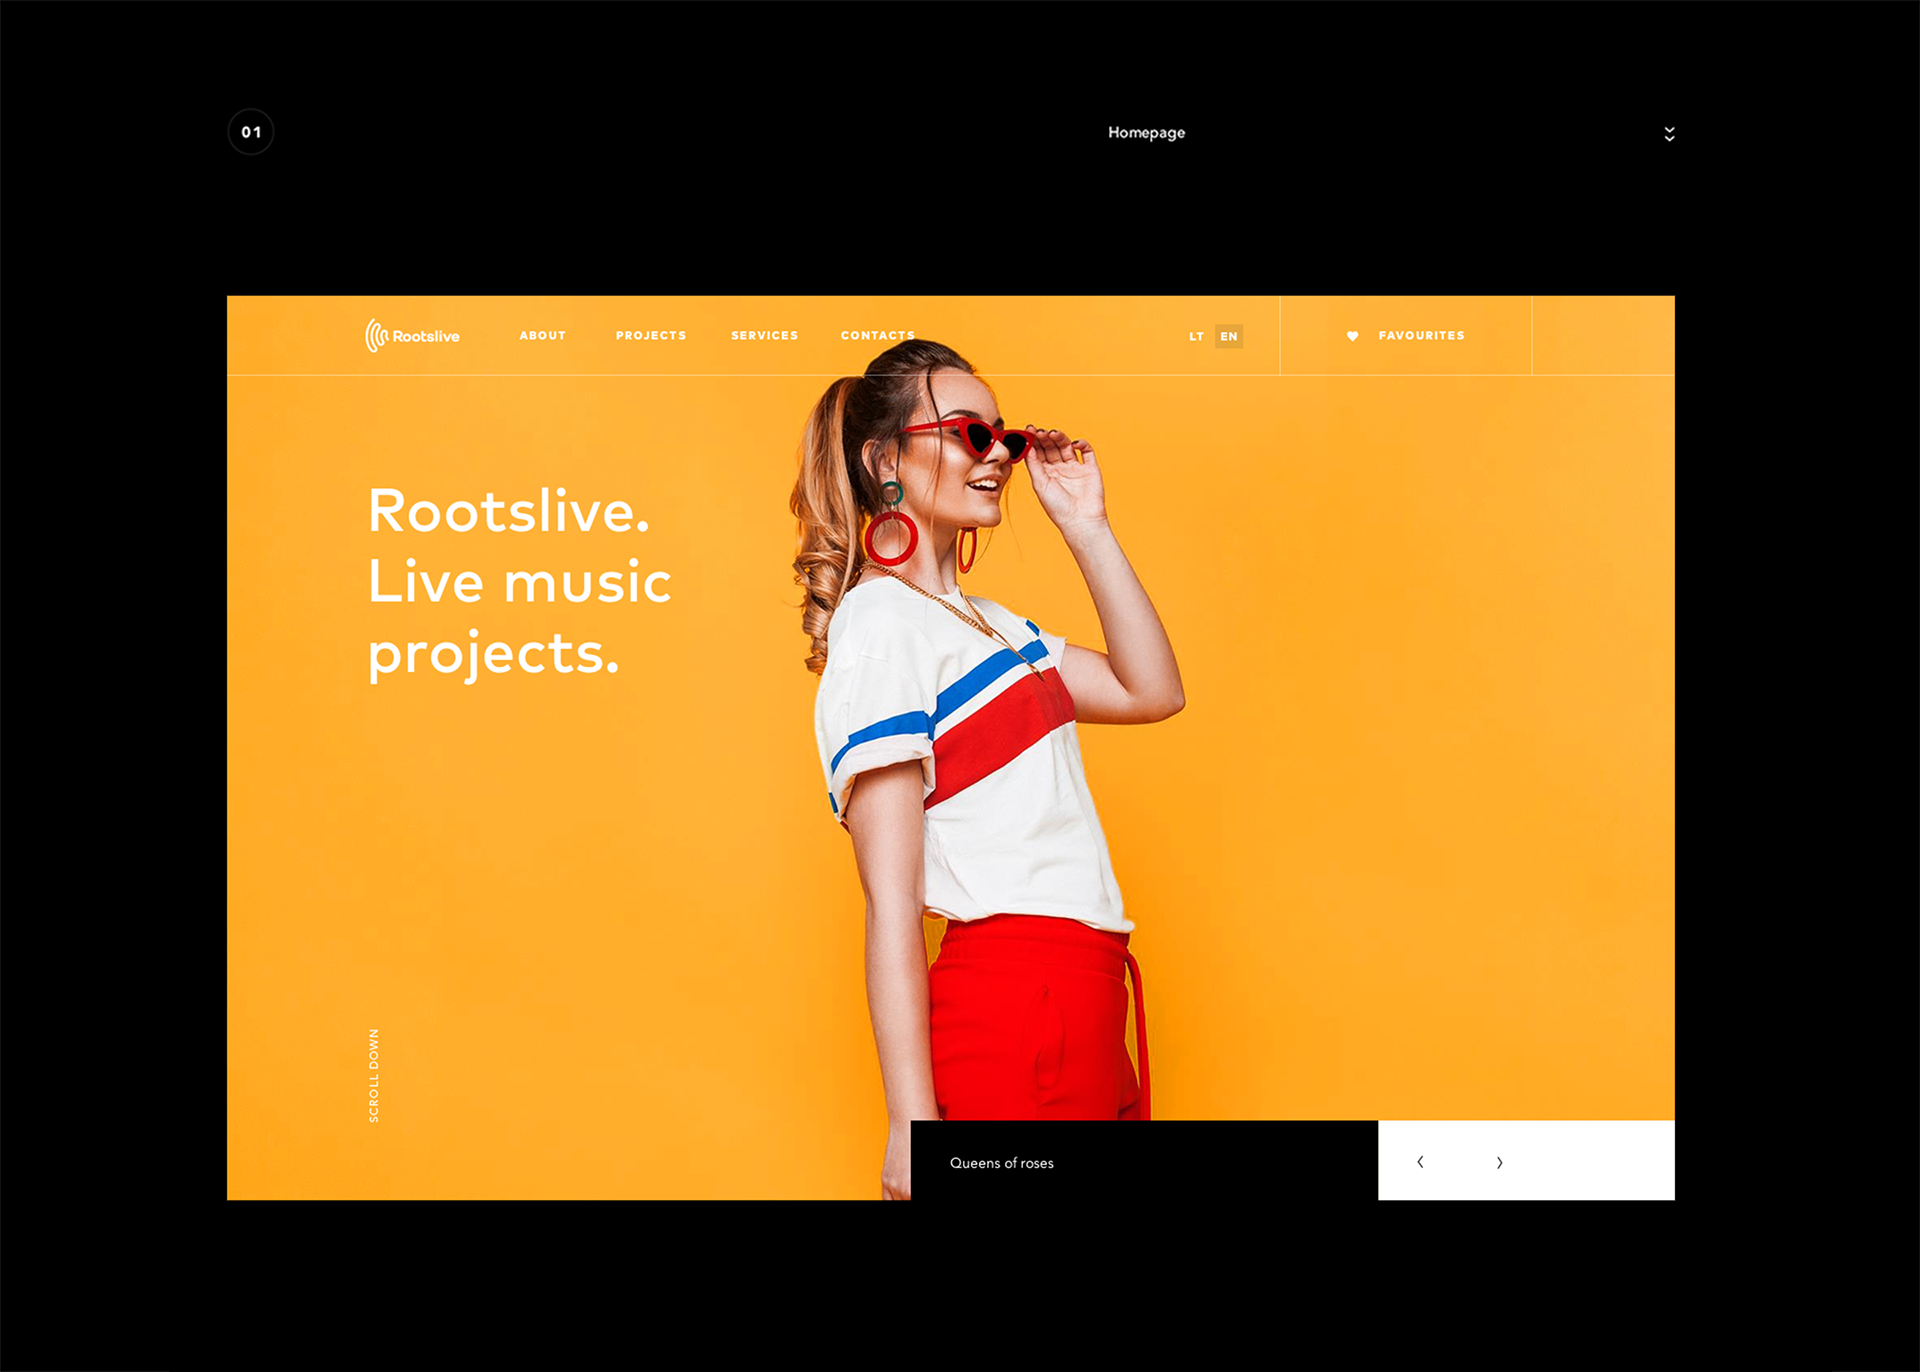 01
Homepage
Rootslive
ABOUT
PROJECTS
SERVICES
CONTACTS
LT
EN
FAVOURITES
Rootslive.
Live music
projects.
SCROLL DOWN
Queens of roses